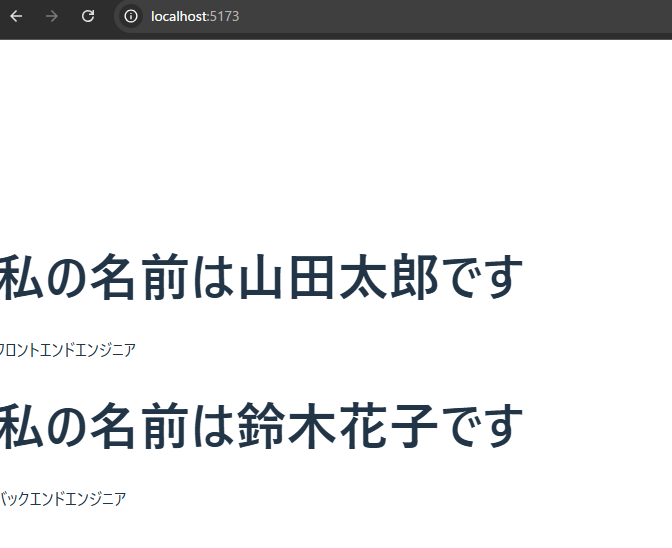 localhost:5173
私の名前は山田太郎です
フロントエンドエンジニア
私の名前は鈴木花子です
バックエンドエンジニア